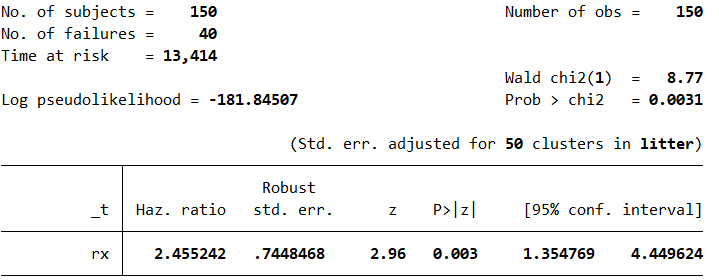 No. of subjects =    150                             Number of obs =    150
No. of failures =     40
Time at risk    = 13,414
                                                     Wald chi2(1)  =   8.77
Log pseudolikelihood = -181.84507                    Prob > chi2   = 0.0031
(Std. err. adjusted for 50 clusters in litter)
Robust
_t   Haz. ratio   std. err.      z    P>|z|     [95% conf. interval]
rx   2.455242   .7448468     2.96   0.003     1.354769    4.449624